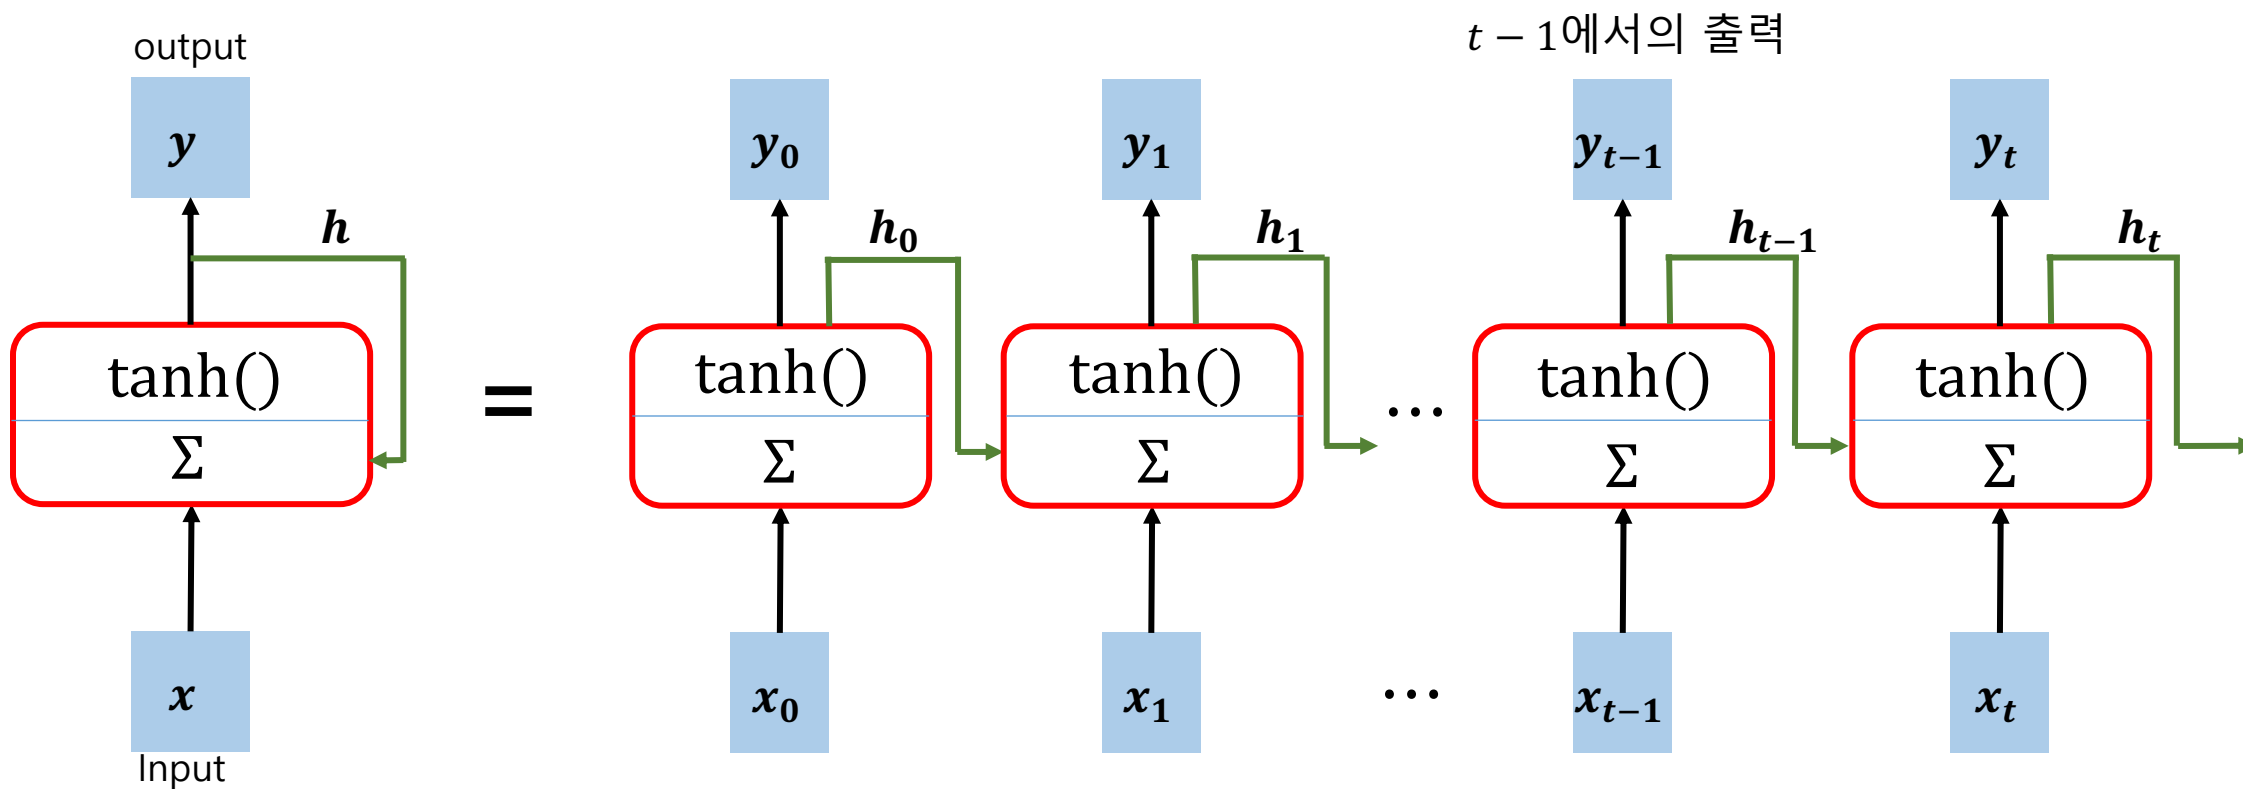 output
t − 1에서의 출력
y
y₀
y₁
yₜ₋₁
yₜ
h
h₀
h₁
hₜ₋₁
hₜ
tanh()
Σ
=
tanh()
Σ
tanh()
Σ
⋯
tanh()
Σ
tanh()
Σ
x
x₀
x₁
⋯
xₜ₋₁
xₜ
Input